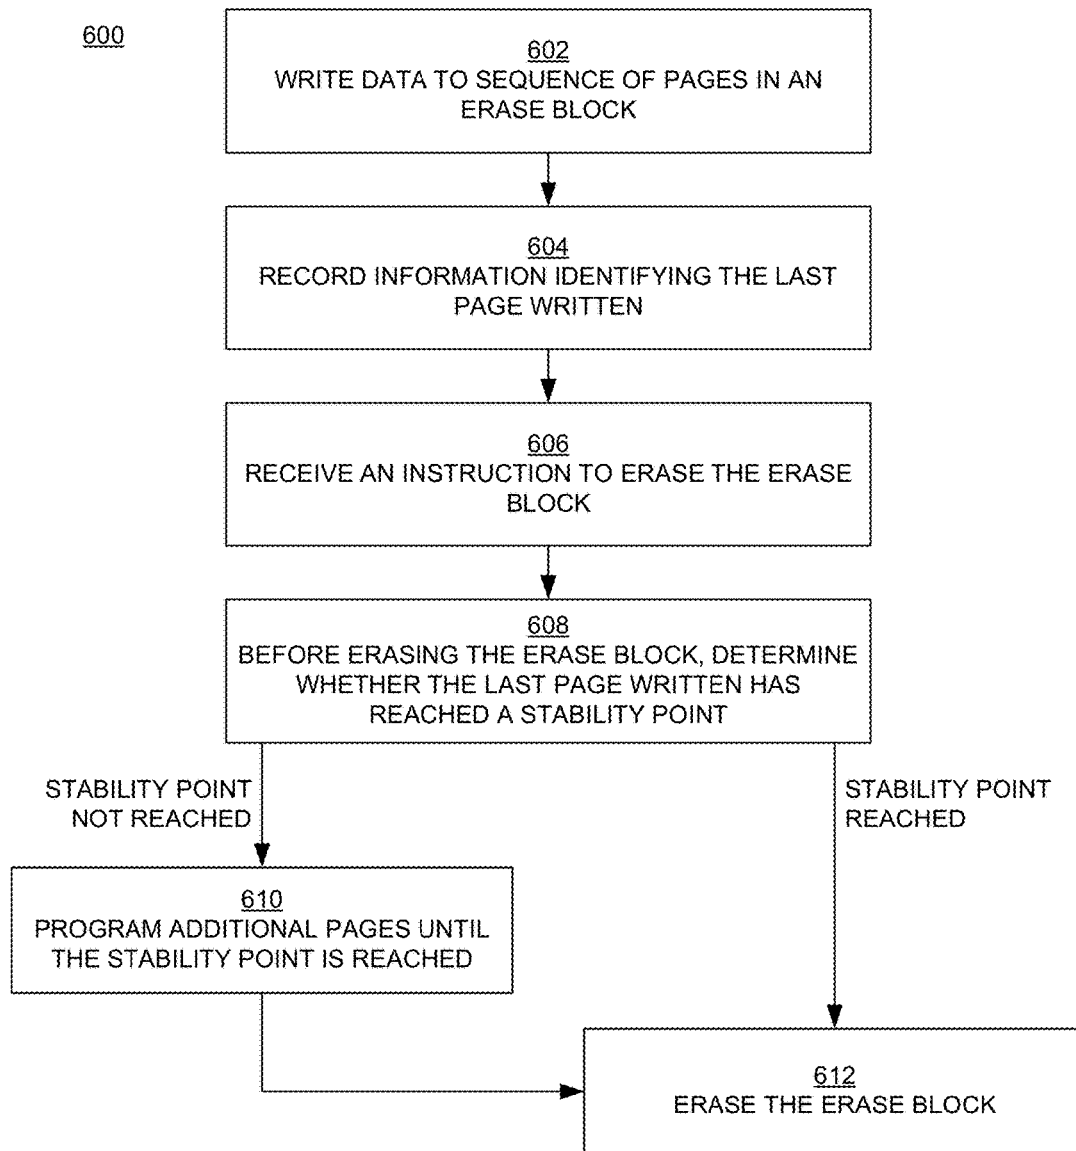 600
602
WRITE DATA TO SEQUENCE OF PAGES IN AN
ERASE BLOCK
604
RECORD INFORMATION IDENTIFYING THE LAST
PAGE WRITTEN
606
RECEIVE AN INSTRUCTION TO ERASE THE ERASE
BLOCK
608
BEFORE ERASING THE ERASE BLOCK, DETERMINE
WHETHER THE LAST PAGE WRITTEN HAS
REACHED A STABILITY POINT
STABILITY POINT
NOT REACHED
STABILITY POINT
REACHED
610
PROGRAM ADDITIONAL PAGES UNTIL
THE STABILITY POINT IS REACHED
612
ERASE THE ERASE BLOCK